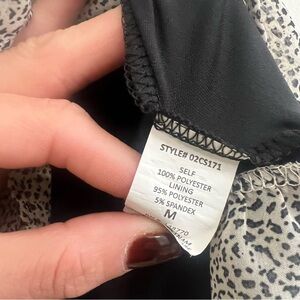 STYLE# 02CS171
SELF
100% POLYESTER
LINING
95% POLYESTER
5% SPANDEX
M